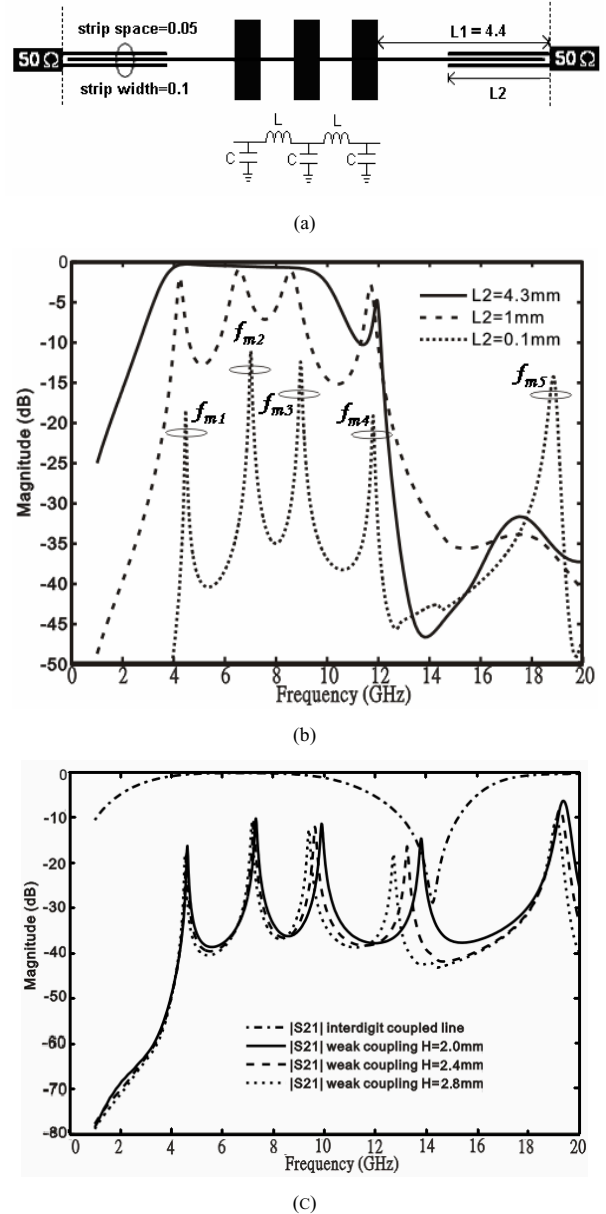 strip space=0.05
L1 = 4.4
50 Ω
50 Ω
strip width=0.1
L2
L
L
C
C
C
(a)
0
-5
-10
-15
-20
-25
-30
-35
-40
-45
-50
Magnitude (dB)
L2=4.3mm
L2=1mm
L2=0.1mm
fm1
fm2
fm3
fm4
fm5
0
2
4
6
8
10
12
14
16
18
20
Frequency (GHz)
(b)
0
-10
-20
-30
-40
-50
-60
-70
-80
Magnitude (dB)
|S21| interdigit coupled line
|S21| weak coupling H=2.0mm
|S21| weak coupling H=2.4mm
|S21| weak coupling H=2.8mm
0
2
4
6
8
10
12
14
16
18
20
Frequency (GHz)
(C)